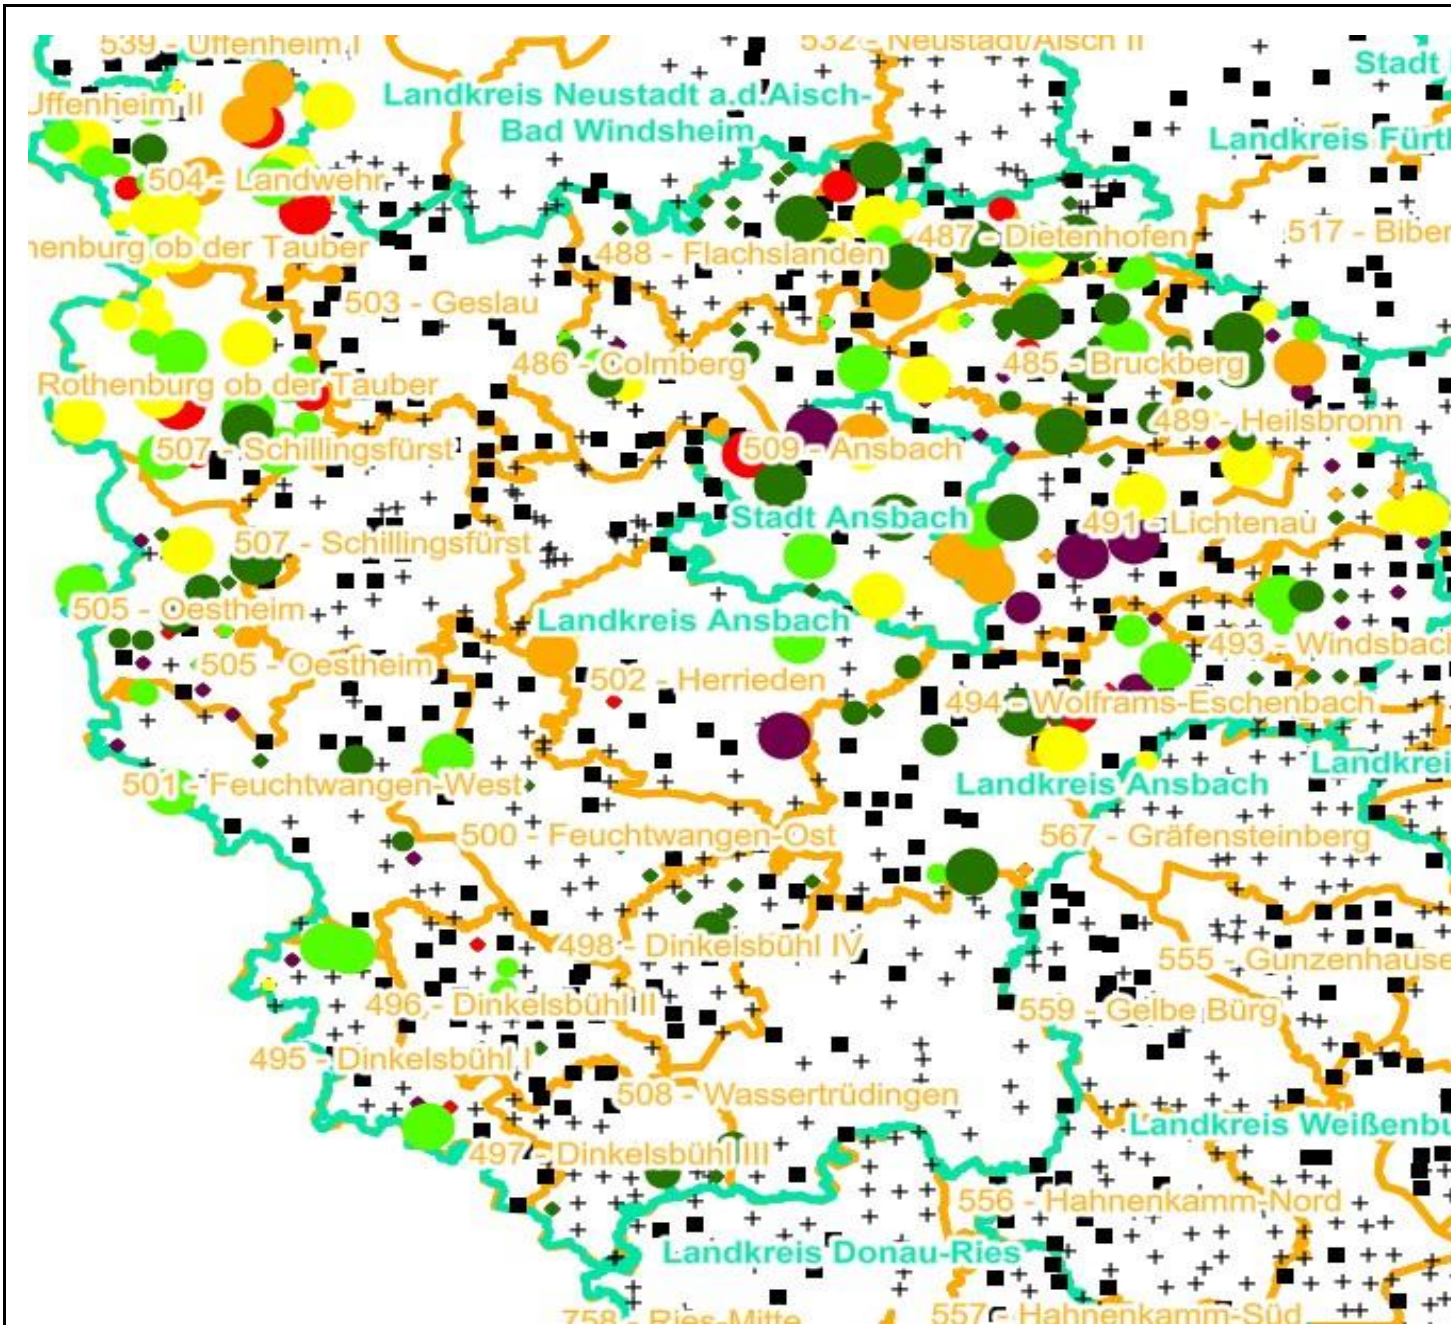 539 - Uffenheim I
532 - Neustadt/Aisch II
Stadt
Landkreis Neustadt a.d.Aisch-
Bad Windsheim
Uffenheim II
Landkreis Fürth
504 - Landwehr
henburg ob der Tauber
488 - Flachslanden
487 - Dietenhofen
517 - Biber
503 - Geslau
486 - Colmberg
485 - Bruckberg
Rothenburg ob der Tauber
489 - Heilsbronn
507 - Schillingsfürst
509 - Ansbach
Stadt Ansbach
491 - Lichtenau
507 - Schillingsfürst
505 - Oestheim
Landkreis Ansbach
493 - Windsbach
505 - Oestheim
502 - Herrieden
494 - Wolframs-Eschenbach
Landkrei
501 - Feuchtwangen-West
Landkreis Ansbach
500 - Feuchtwangen-Ost
567 - Gräfensteinberg
498 - Dinkelsbühl IV
555 - Gunzenhause
496 - Dinkelsbühl II
559 - Gelbe Bürg
495 - Dinkelsbühl I
508 - Wassertrüdingen
Landkreis Weißenbu
497 - Dinkelsbühl III
556 - Hahnenkamm-Nord
Landkreis Donau-Ries
758 - Ries-Mitte
557 - Hahnenkamm-Süd